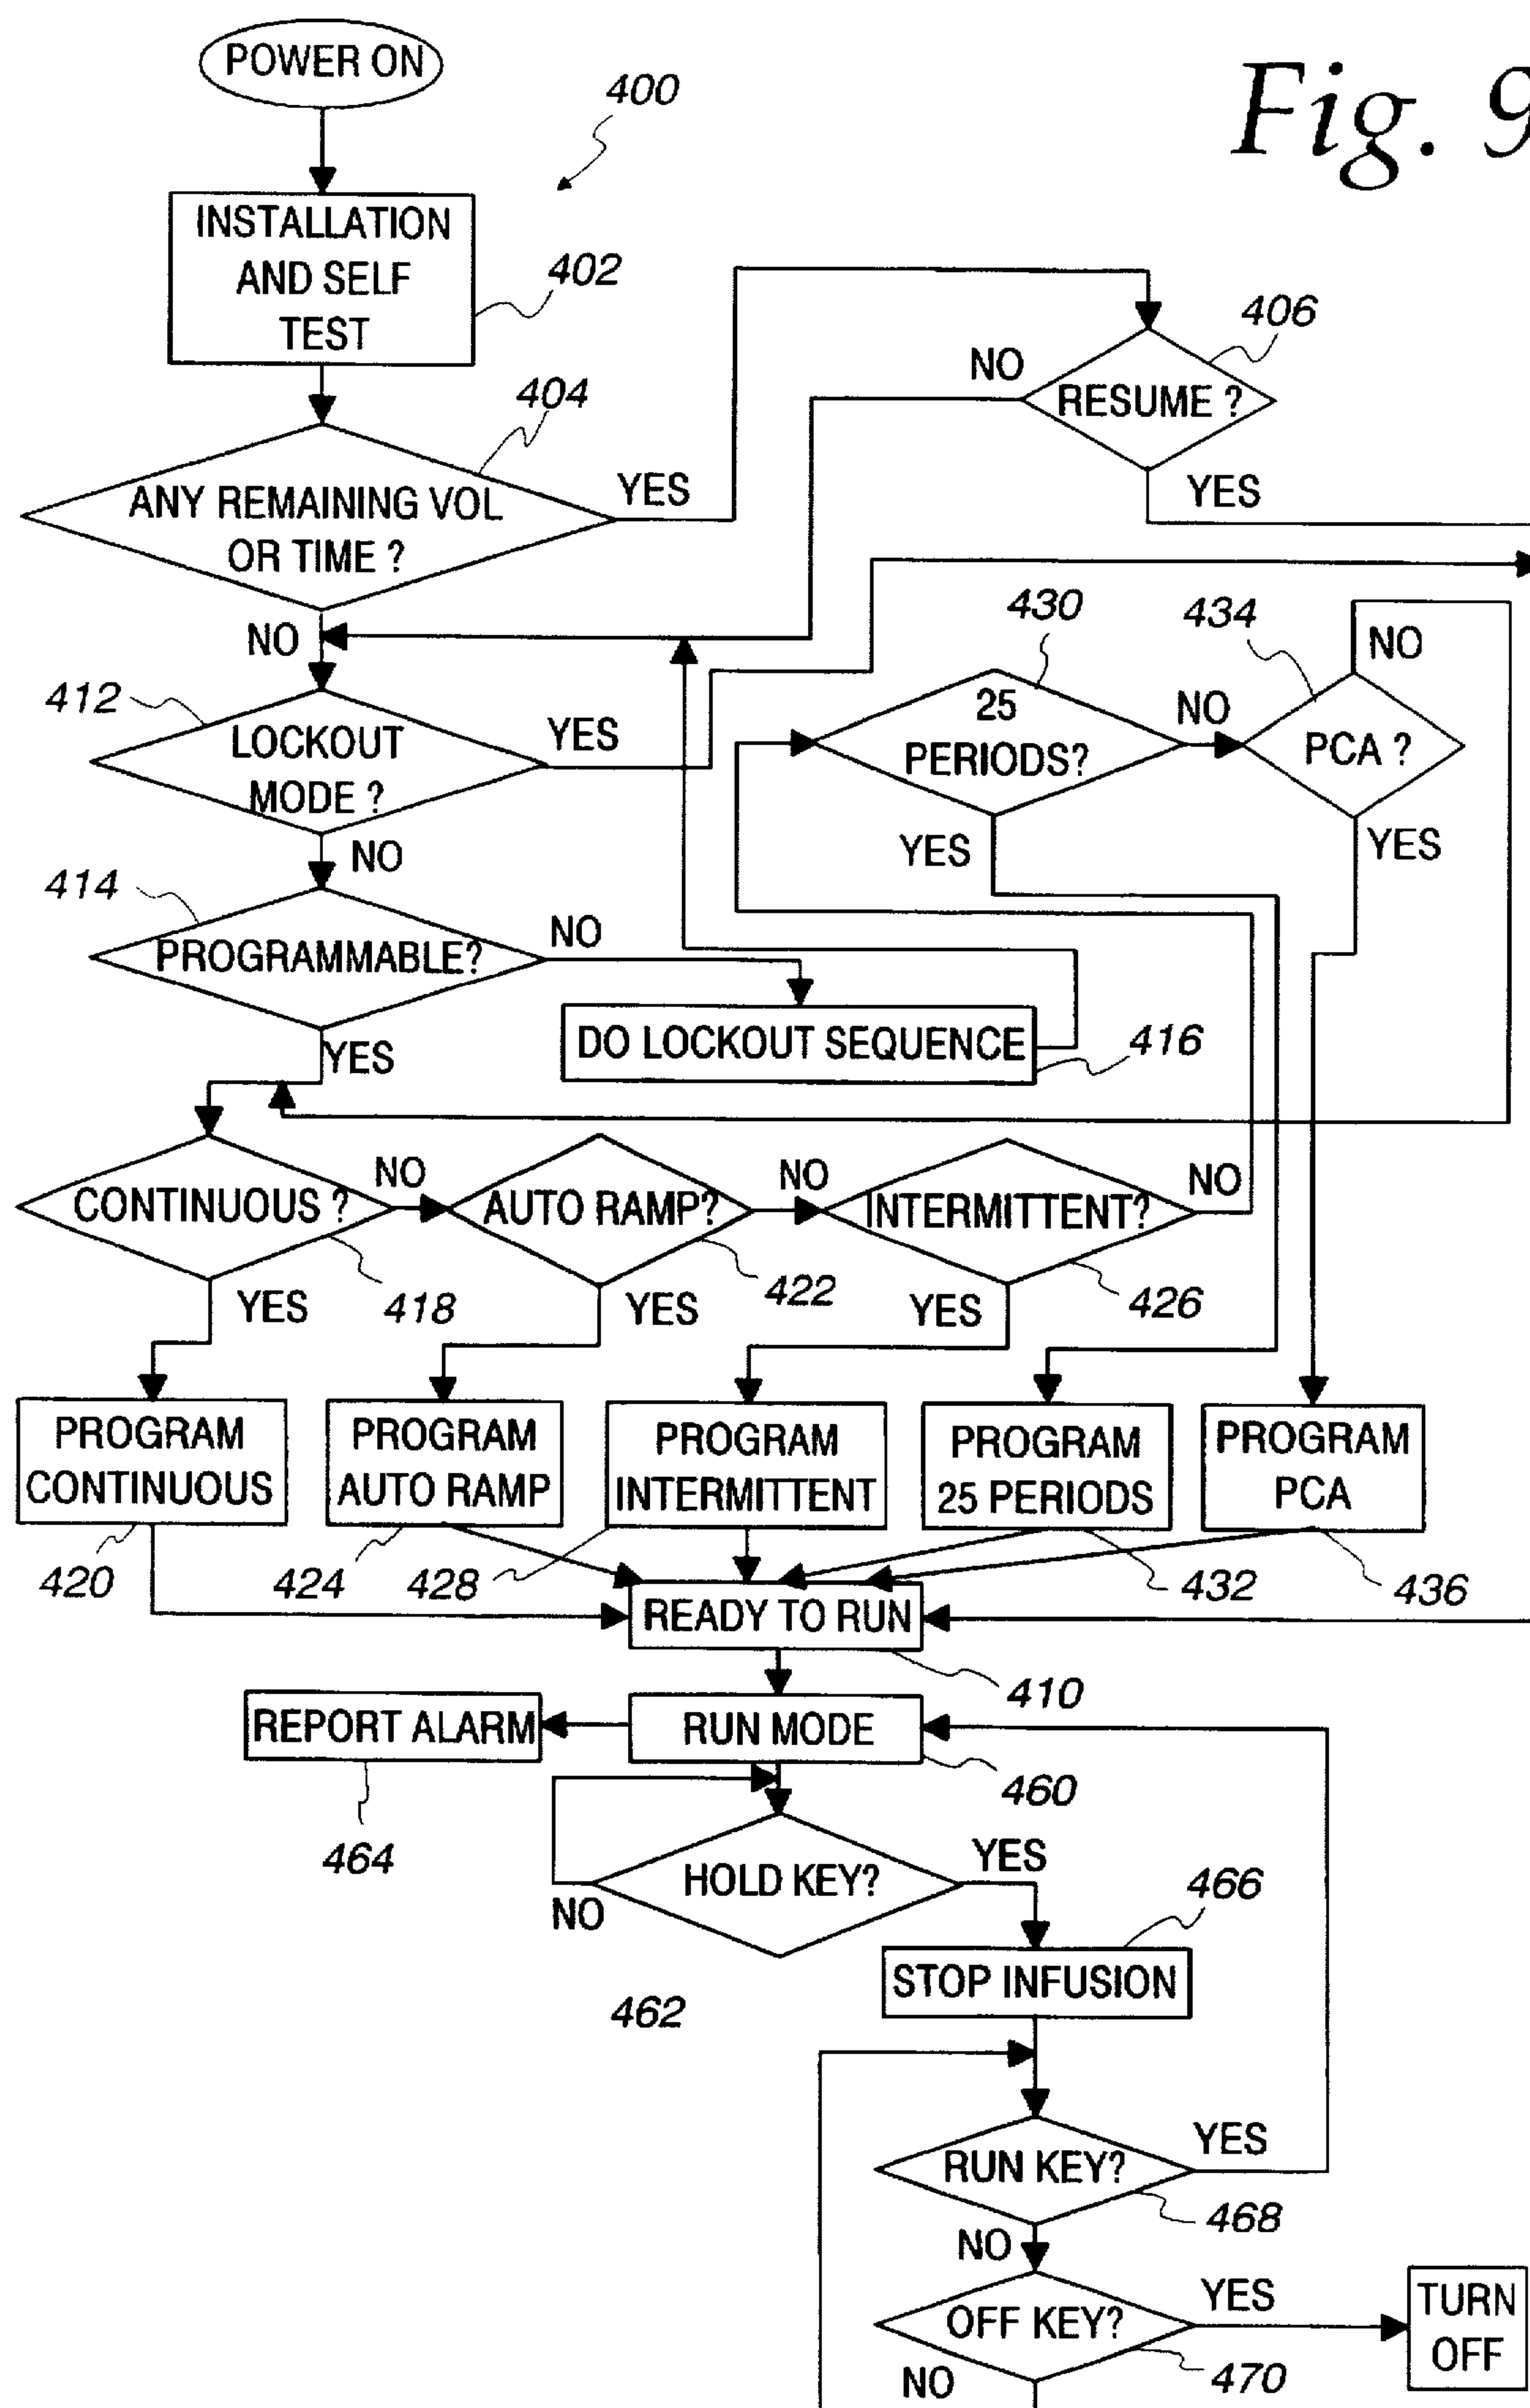 POWER ON
400
Fig. 9
INSTALLATION
AND SELF
TEST
402
406
NO
RESUME ?
YES
404
ANY REMAINING VOL
OR TIME ?
YES
NO
430
434
NO
412
LOCKOUT
MODE ?
YES
25
PERIODS?
NO
PCA ?
YES
YES
NO
414
PROGRAMMABLE?
NO
YES
DO LOCKOUT SEQUENCE
416
CONTINUOUS ?
NO
AUTO RAMP?
NO
INTERMITTENT?
NO
YES
418
YES
422
YES
426
PROGRAM
CONTINUOUS
PROGRAM
AUTO RAMP
PROGRAM
INTERMITTENT
PROGRAM
25 PERIODS
PROGRAM
PCA
420
424
428
432
436
READY TO RUN
410
REPORT ALARM
RUN MODE
460
464
HOLD KEY?
YES
NO
466
STOP INFUSION
462
RUN KEY?
YES
468
NO
OFF KEY?
YES
TURN
OFF
470
NO